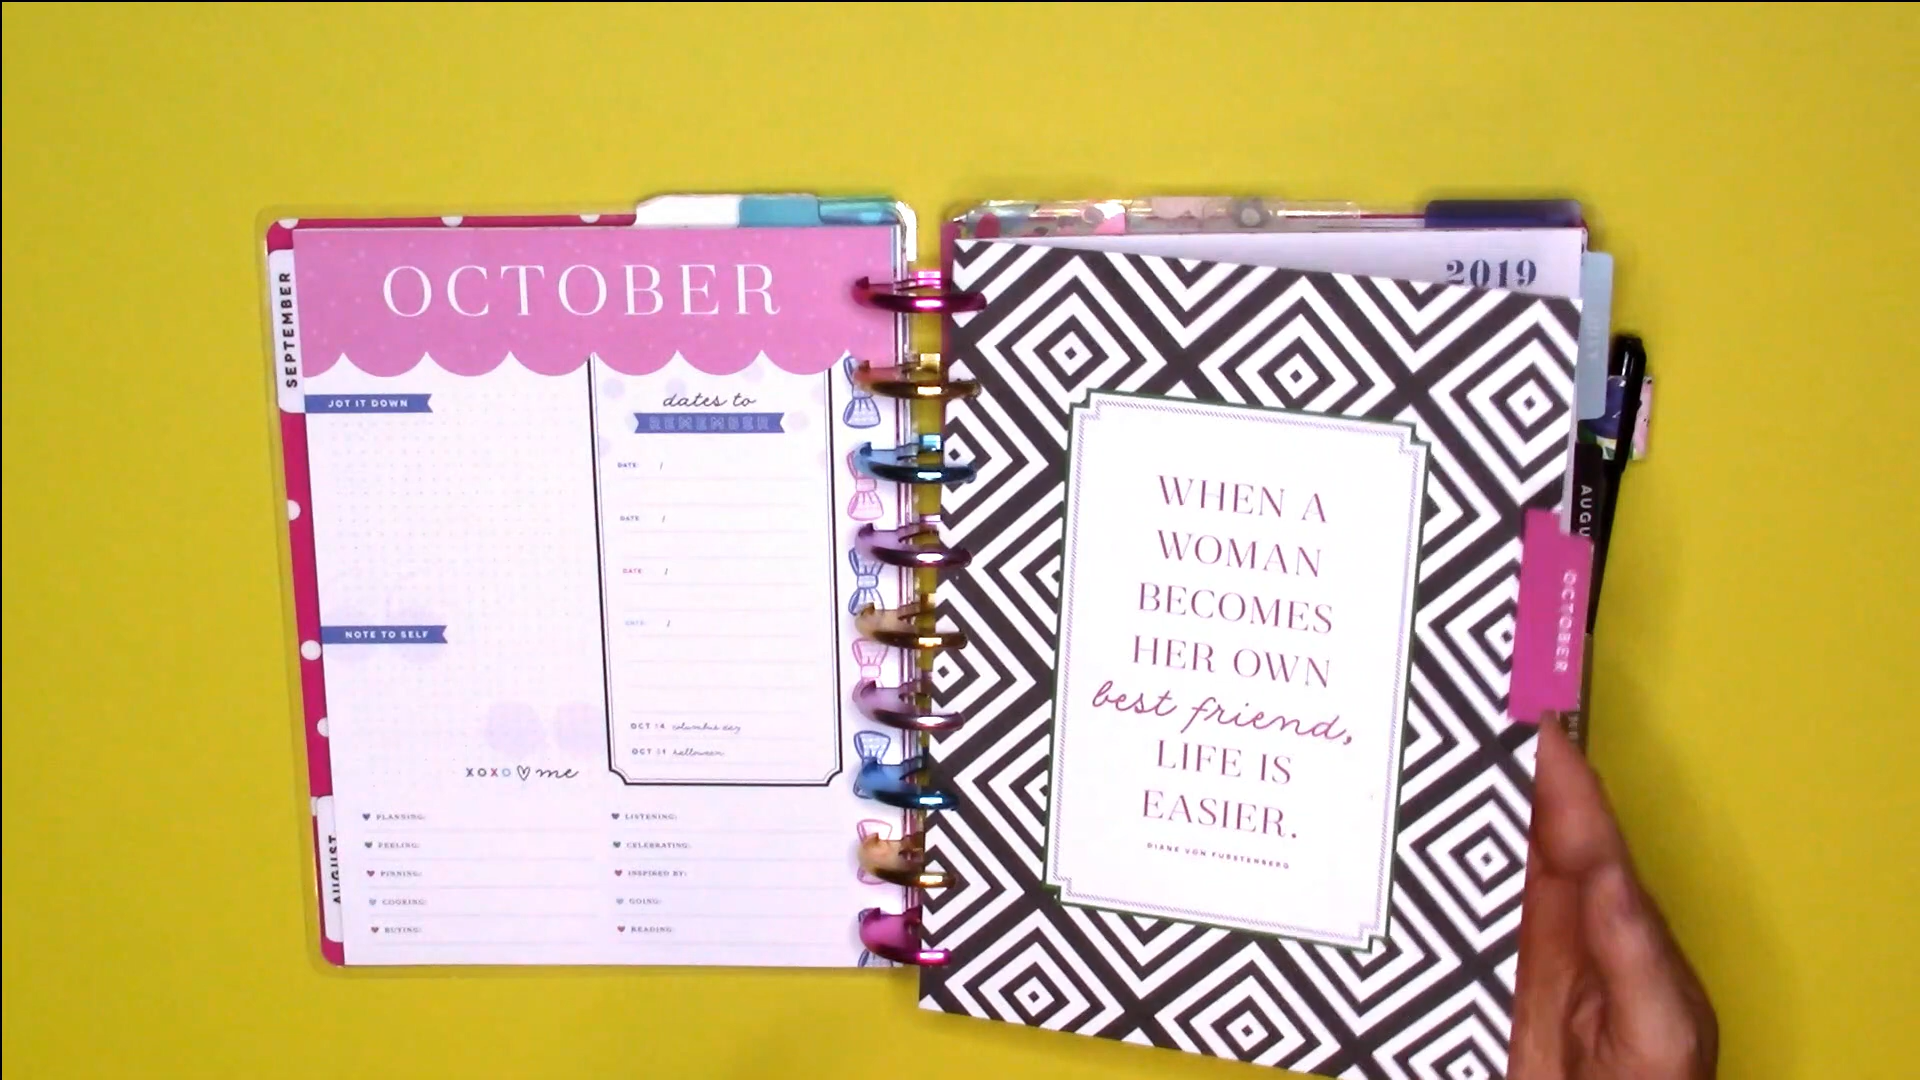 SEPTEMBER
OCTOBER
JOT IT DOWN
dates to
REMEMBER
DATE: /
DATE /
DATE /
DATE: /
NOTE TO SELF
OCT 14 columbus day
OCT 31 halloween
XOXO me
PLANNING:
FEELING:
PINNING:
COOKING:
BUYING:
LISTENING:
CELEBRATING:
INSPIRED BY:
GOING:
READING:
AUGUST
2019
WHEN A
WOMAN
BECOMES
HER OWN
best friend,
LIFE IS
EASIER.
DIANE VON FURSTENBERG
AUGU
OCTOBER